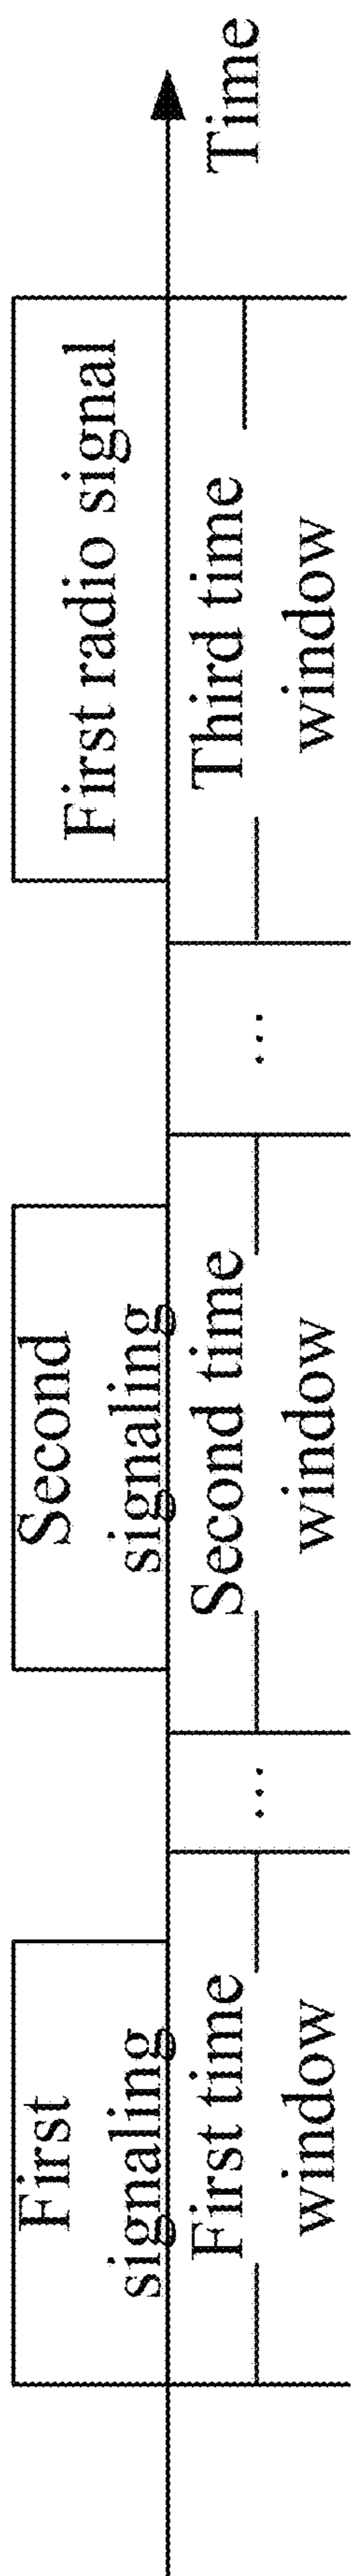 First
signaling
Second
signaling
First radio signal
First time
window
...
Second time
window
...
Third time
window
Time